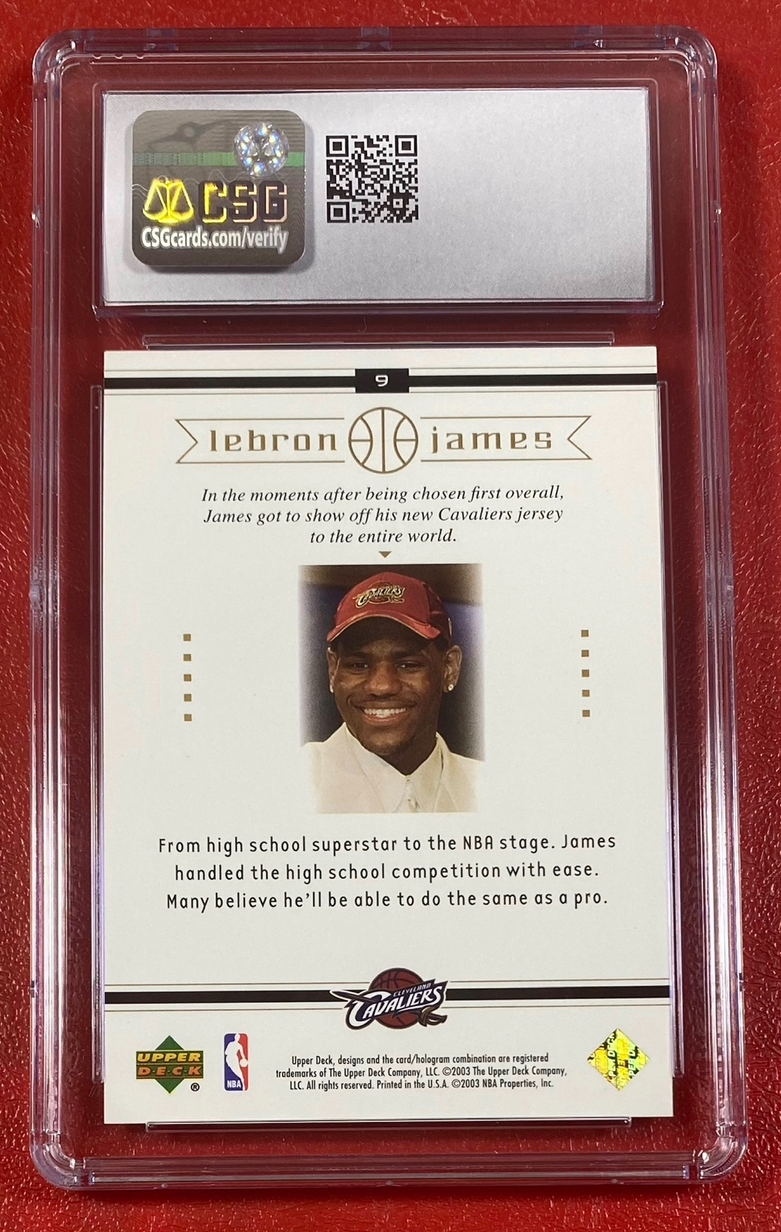 CSG
CSGcards.com/verify
9
lebron james
In the moments after being chosen first overall,
James got to show off his new Cavaliers jersey
to the entire world.
CAVALIERS
From high school superstar to the NBA stage. James
handled the high school competition with ease.
Many believe he'll be able to do the same as a pro.
CLEVELAND
CAVALIERS
UPPER
DECK
®
NBA
Upper Deck, designs and the card/hologram combination are registered
trademarks of The Upper Deck Company, LLC. ©2003 The Upper Deck Company,
LLC. All rights reserved. Printed in the U.S.A. ©2003 NBA Properties, Inc.